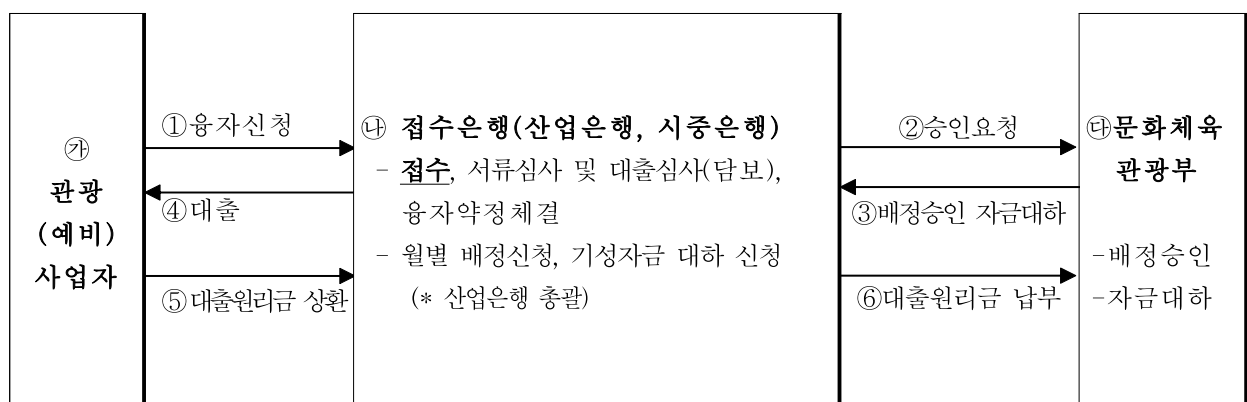 ㉮
관광
(예비)
사업자
①융자신청
④대출
⑤대출원리금 상환
㉯ 접수은행(산업은행, 시중은행)
- 접수, 서류심사 및 대출심사(담보),
융자약정체결
- 월별 배정신청, 기성자금 대하 신청
(* 산업은행 총괄)
②승인요청
③배정승인 자금대하
⑥대출원리금 납부
㉰문화체육
관광부
-배정승인
-자금대하